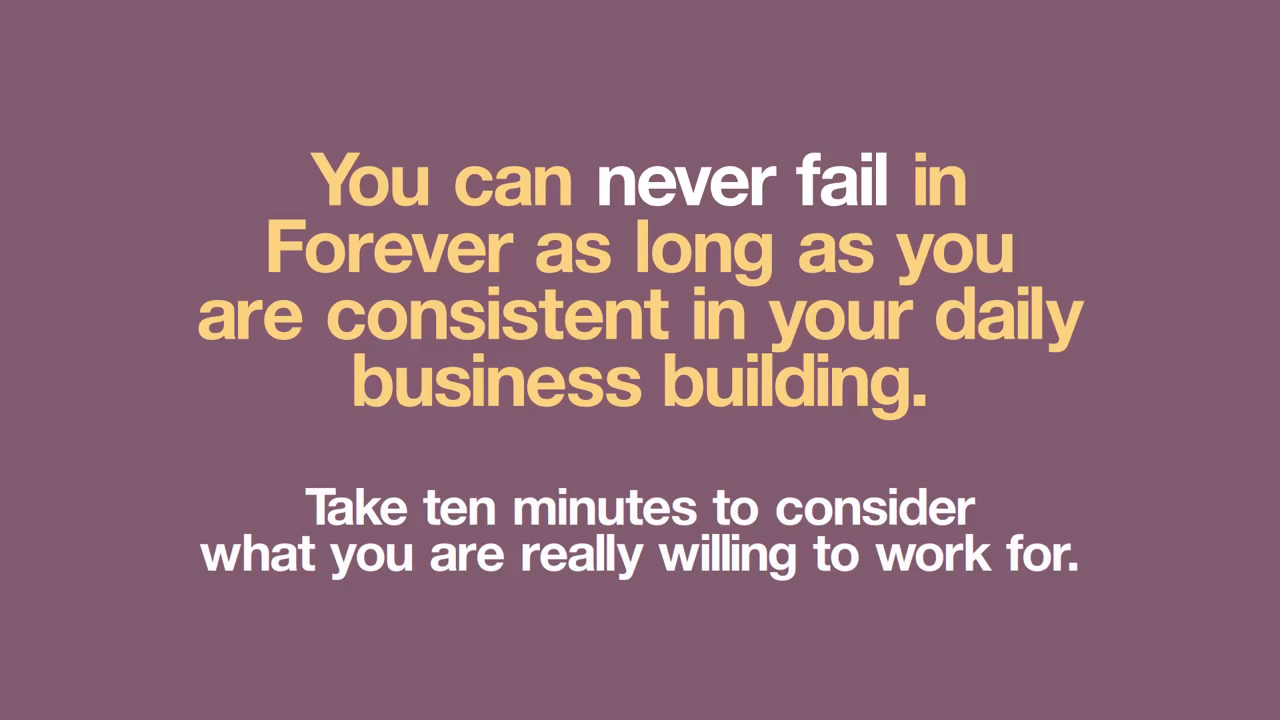 You can never fail in
Forever as long as you
are consistent in your daily
business building.
Take ten minutes to consider
what you are really willing to work for.